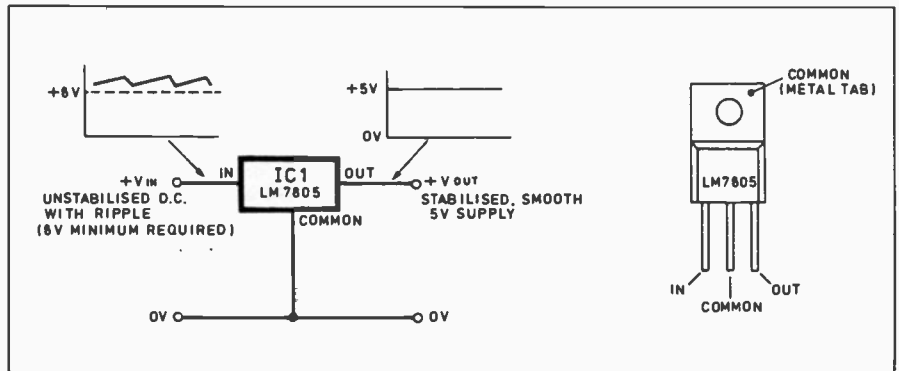 +8V
+5V
0V
+VIN
IN
IC1
LM7805
OUT
+VOUT
COMMON
UNSTABILISED D.C.
WITH RIPPLE
(8V MINIMUM REQUIRED)
STABILISED, SMOOTH
5V SUPPLY
0V
0V
COMMON
(METAL TAB)
LM7805
IN
COMMON
OUT